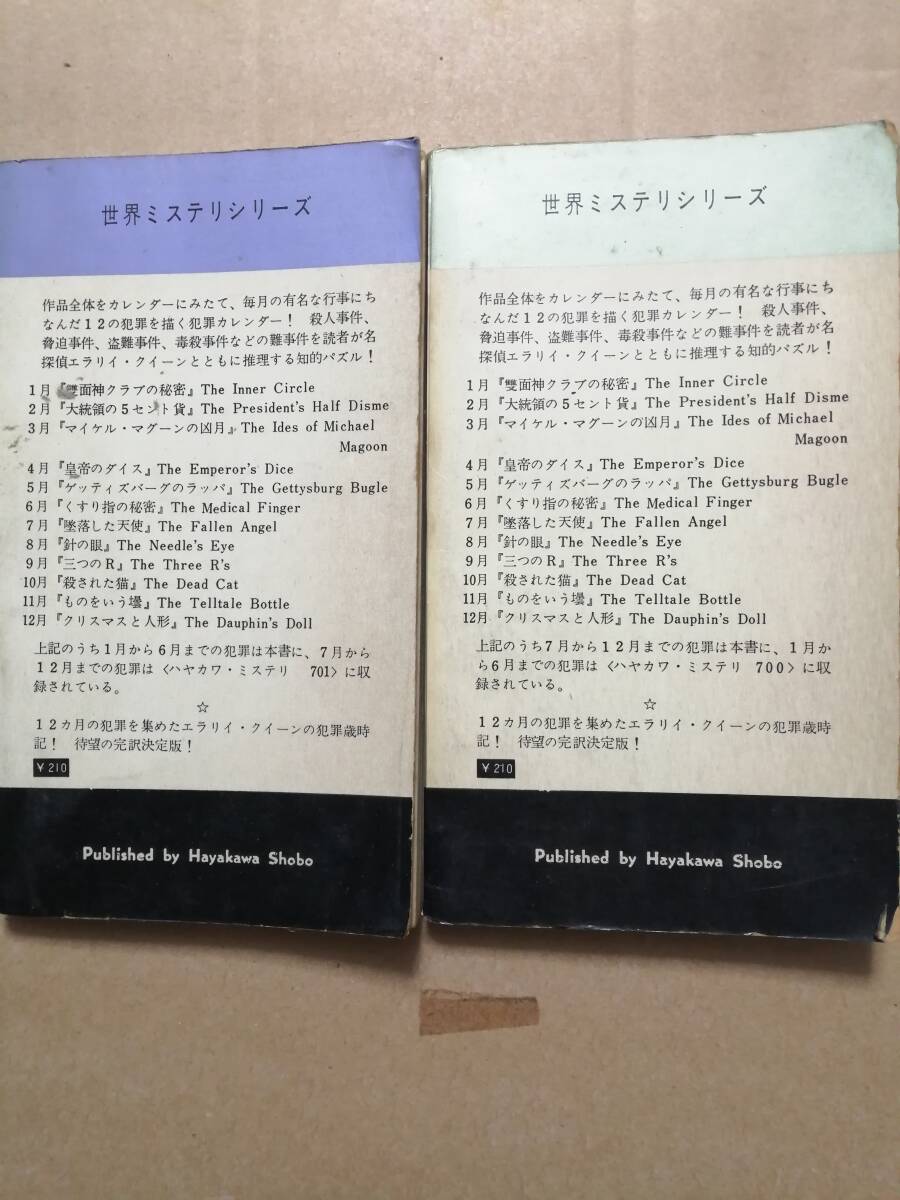 世界ミステリシリーズ
作品全体をカレンダーにみたて、毎月の有名な行事にち
なんだ12の犯罪を描く犯罪カレンダー！　殺人事件、
脅迫事件、盗難事件、毒殺事件などの難事件を読者が名
探偵エラリイ・クイーンとともに推理する知的パズル！
1月『雙面神クラブの秘密』The Inner Circle
2月『大統領の5セント貨』The President's Half Disme
3月『マイケル・マグーンの凶月』The Ides of Michael
Magoon
4月『皇帝のダイス』The Emperor's Dice
5月『ゲッティズバーグのラッパ』The Gettysburg Bugle
6月『くすり指の秘密』The Medical Finger
7月『墜落した天使』The Fallen Angel
8月『針の眼』The Needle's Eye
9月『三つのR』The Three R's
10月『殺された猫』The Dead Cat
11月『ものをいう壜』The Telltale Bottle
12月『クリスマスと人形』The Dauphin's Doll
上記のうち1月から6月までの犯罪は本書に、7月から
12月までの犯罪は〈ハヤカワ・ミステリ　701〉に収
録されている。
☆
12カ月の犯罪を集めたエラリイ・クイーンの犯罪歳時
記！　待望の完訳決定版！
¥210
Published by Hayakawa Shobo
世界ミステリシリーズ
作品全体をカレンダーにみたて、毎月の有名な行事にち
なんだ12の犯罪を描く犯罪カレンダー！　殺人事件、
脅迫事件、盗難事件、毒殺事件などの難事件を読者が名
探偵エラリイ・クイーンとともに推理する知的パズル！
1月『雙面神クラブの秘密』The Inner Circle
2月『大統領の5セント貨』The President's Half Disme
3月『マイケル・マグーンの凶月』The Ides of Michael
Magoon
4月『皇帝のダイス』The Emperor's Dice
5月『ゲッティズバーグのラッパ』The Gettysburg Bugle
6月『くすり指の秘密』The Medical Finger
7月『墜落した天使』The Fallen Angel
8月『針の眼』The Needle's Eye
9月『三つのR』The Three R's
10月『殺された猫』The Dead Cat
11月『ものをいう壜』The Telltale Bottle
12月『クリスマスと人形』The Dauphin's Doll
上記のうち7月から12月までの犯罪は本書に、1月か
ら6月までの犯罪は〈ハヤカワ・ミステリ　700〉に収
録されている。
☆
12カ月の犯罪を集めたエラリイ・クイーンの犯罪歳時
記！　待望の完訳決定版！
¥210
Published by Hayakawa Shobo